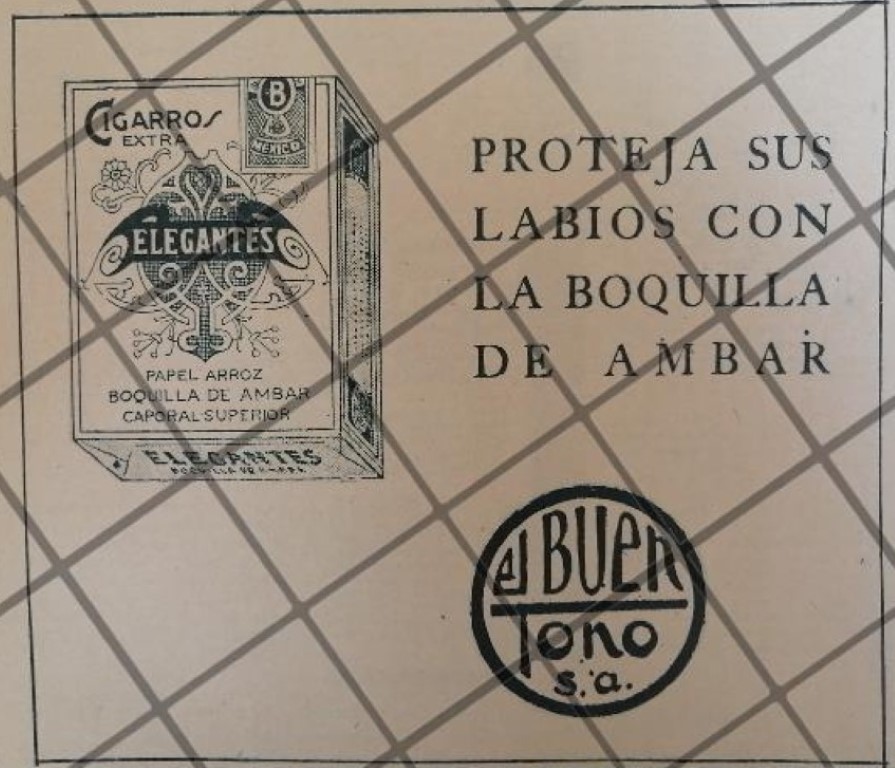 CIGARROS
EXTRA
B
MEXICO
ELEGANTES
PAPEL ARROZ
BOQUILLA DE AMBAR
CAPORAL SUPERIOR
ELEGANTES
PROTEJA SUS
LABIOS CON
LA BOQUILLA
DE AMBAR
el BUEN
Tono
s.a.